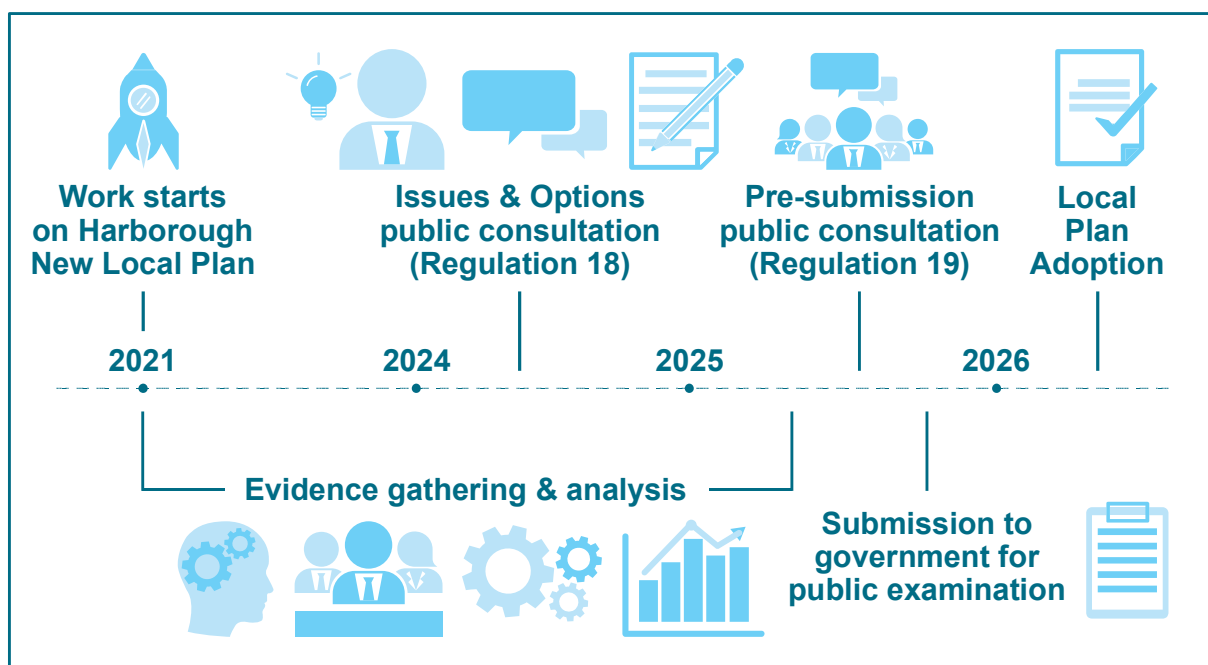 Work starts
on Harborough
New Local Plan
Issues & Options
public consultation
(Regulation 18)
Pre-submission
public consultation
(Regulation 19)
Local
Plan
Adoption
2021
2024
2025
2026
Evidence gathering & analysis
Submission to
government for
public examination